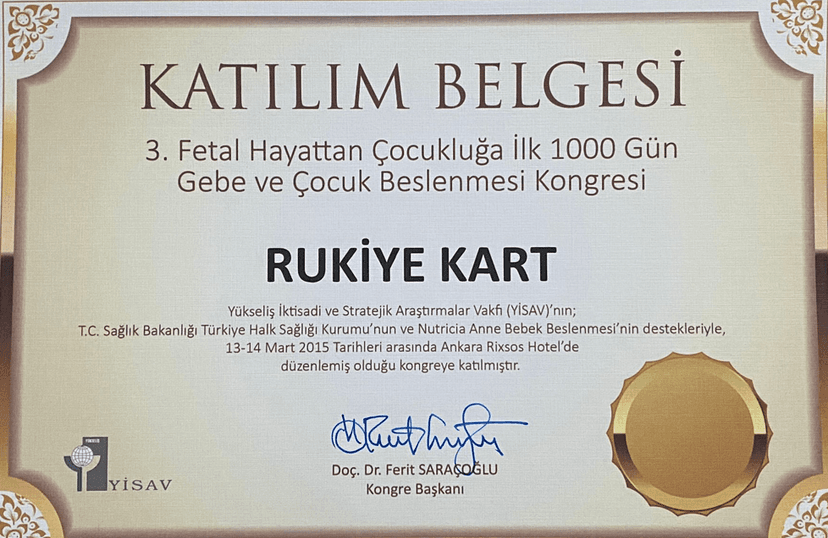 KATILIM BELGESİ
3. Fetal Hayattan Çocukluğa İlk 1000 Gün
Gebe ve Çocuk Beslenmesi Kongresi
RUKİYE KART
Yükseliş İktisadi ve Stratejik Araştırmalar Vakfı (YİSAV)'nın;
T.C. Sağlık Bakanlığı Türkiye Halk Sağlığı Kurumu'nun ve Nutricia Anne Bebek Beslenmesi'nin destekleriyle,
13-14 Mart 2015 Tarihleri arasında Ankara Rixsos Hotel'de
düzenlemiş olduğu kongreye katılmıştır.
Doç. Dr. Ferit SARAÇOĞLU
Kongre Başkanı
YÜKSELİŞ
YİSAV